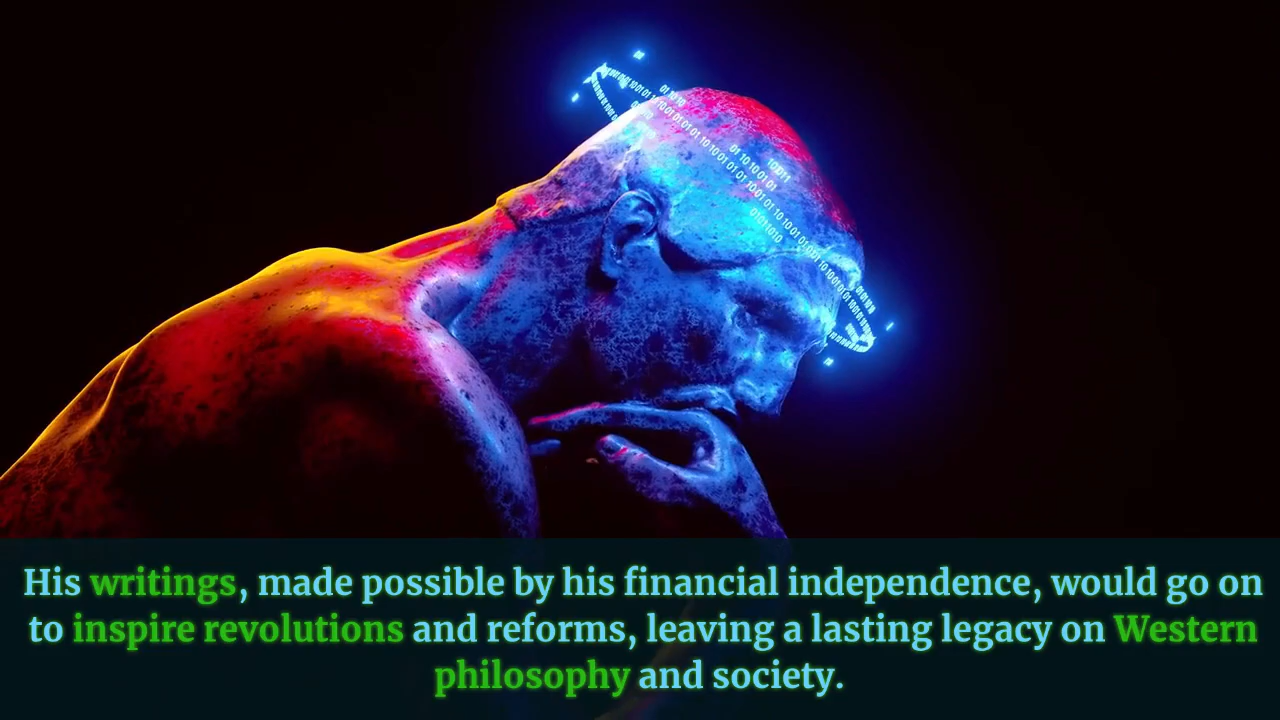 His writings, made possible by his financial independence, would go on
to inspire revolutions and reforms, leaving a lasting legacy on Western
philosophy and society.